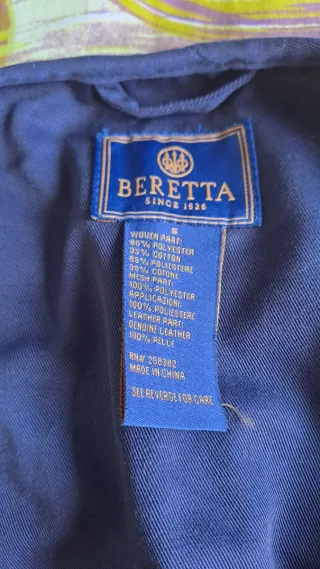 BERETTA
SINCE 1526
S
WOVEN PART:
65% POLYESTER
35% COTTON
65% POLIESTERE
35% COTONE
MESH PART:
100% POLYESTER
APPLICAZIONI:
100% POLIESTERE
LEATHER PART:
GENUINE LEATHER
100% PELLE
RN# 258382
MADE IN CHINA
SEE REVERSE FOR CARE